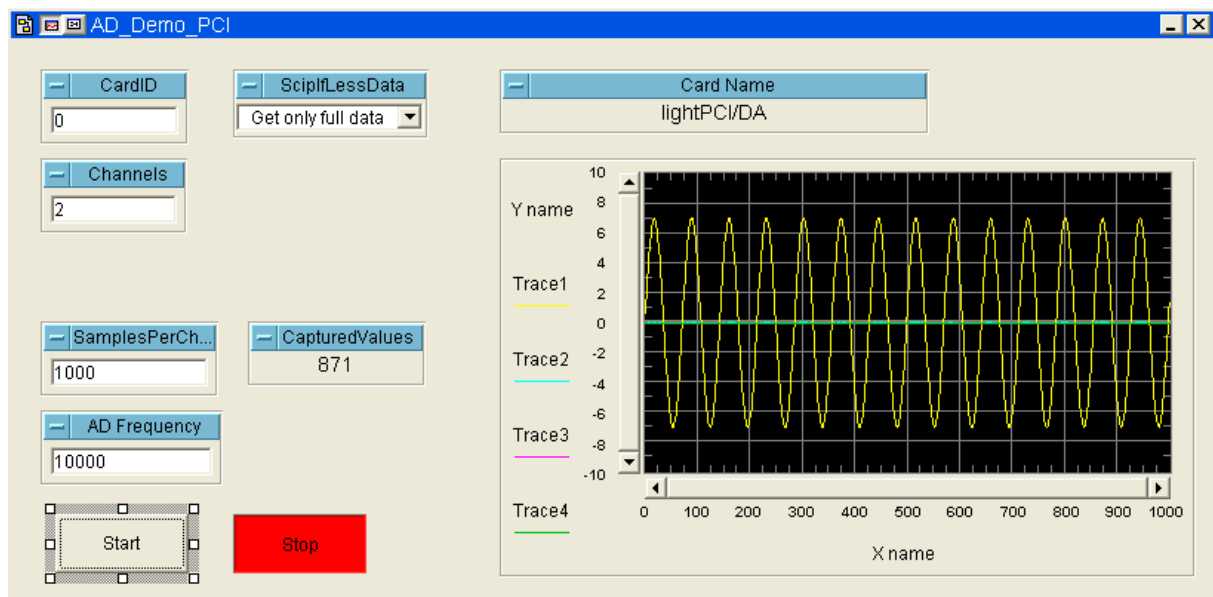 AD_Demo_PCI
CardID
0
ScipIfLessData
Get only full data
Card Name
lightPCI/DA
Channels
2
SamplesPerCh...
1000
CapturedValues
871
AD Frequency
10000
Start
Stop
Y name
Trace1
Trace2
Trace3
Trace4
10
8
6
4
2
0
-2
-4
-6
-8
-10
0 100 200 300 400 500 600 700 800 900 1000
X name